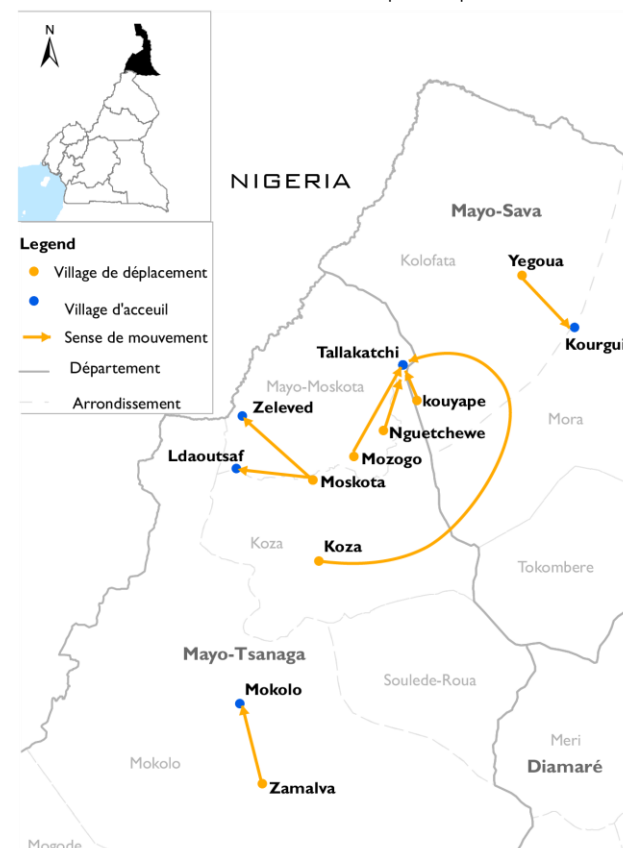 N
NIGERIA
Legend
Village de déplacement
Village d'acceuil
Sense de mouvement
Département
Arrondissement
Mayo-Sava
Kolofata
Yegoua
Kourgui
Tallakatchi
Mayo-Moskota
Zeleved
kouyape
Nguetchewe
Mora
Ldaoutsaf
Mozogo
Moskota
Koza
Koza
Tokombere
Mayo-Tsanaga
Mokolo
Soulede-Roua
Mokolo
Meri
Diamaré
Zamalva
Mogode